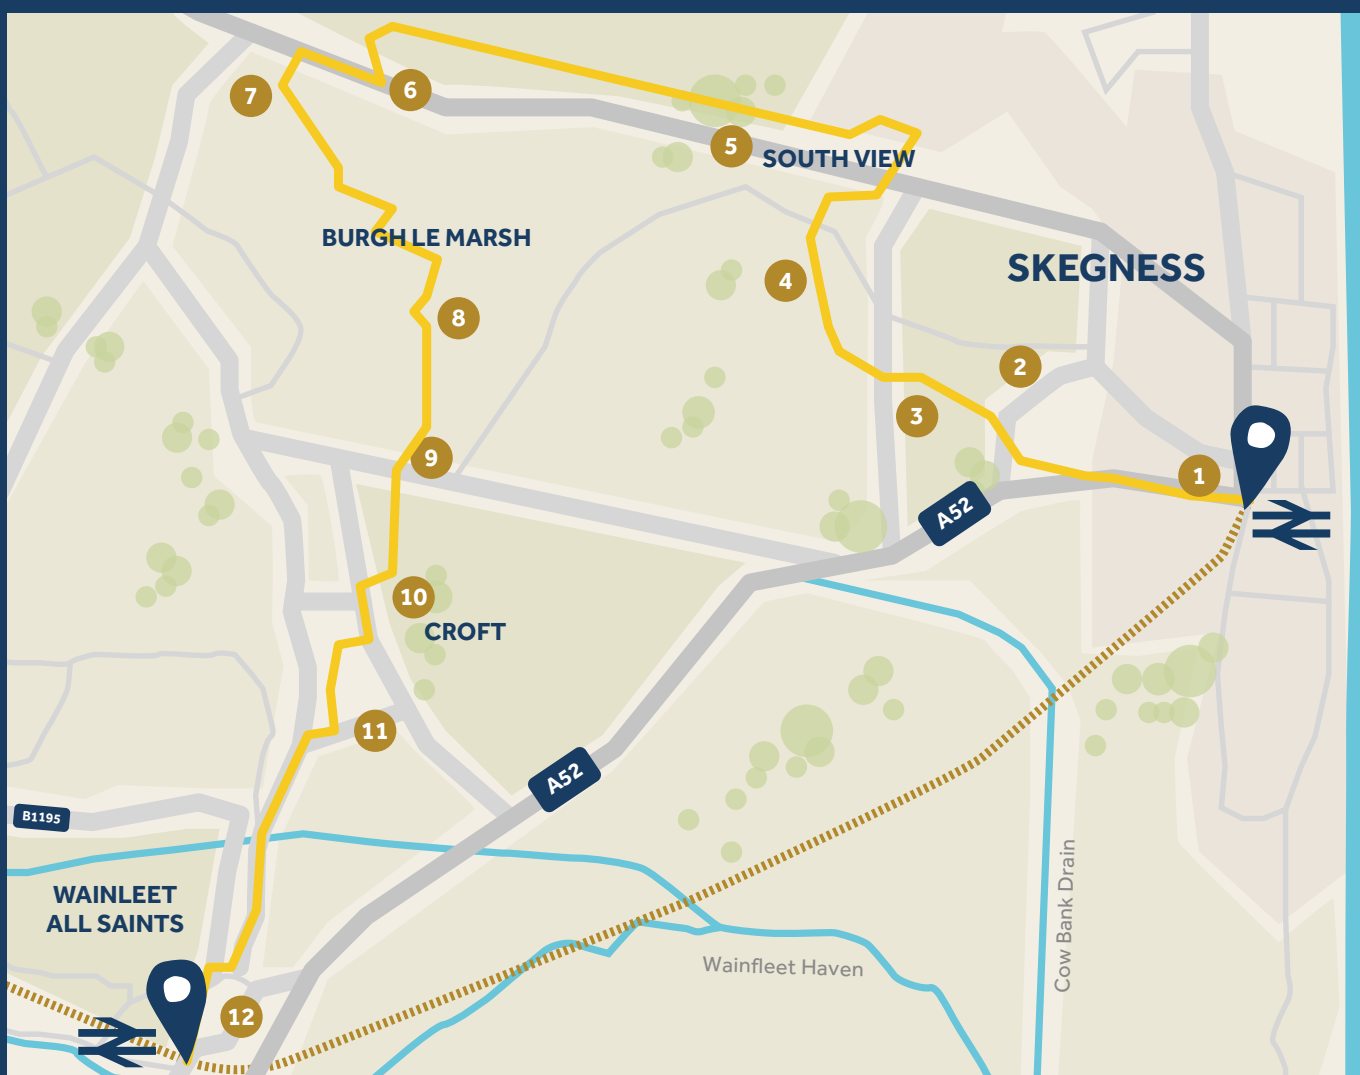 7
6
5
SOUTH VIEW
BURGH LE MARSH
4
SKEGNESS
8
2
3
9
1
A52
10
CROFT
11
A52
B1195
WAINLEET
ALL SAINTS
Cow Bank Drain
Wainfleet Haven
12